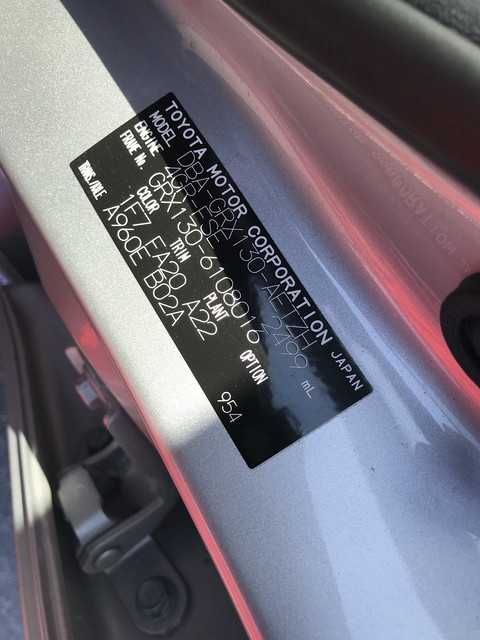 TOYOTA MOTOR CORPORATION JAPAN
MODEL DBA-GRX130-AETZH
ENGINE 4GR-FSE 2499 mL
FRAME No. GRX130-6108016
COLOR TRIM PLANT OPTION
1F7 FA20 A22
TRANS/AXLE A960E B02A 954